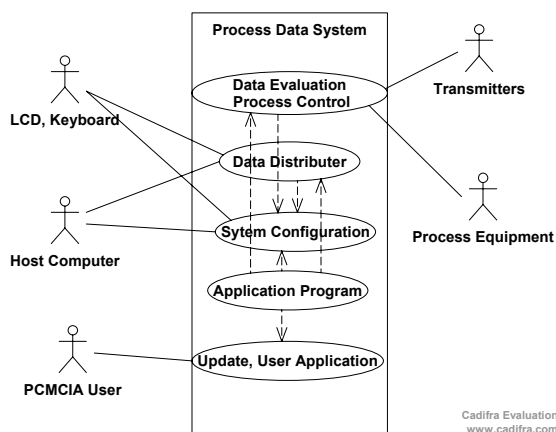 Process Data System
Data Evaluation
Process Control
Transmitters
LCD, Keyboard
Data Distributer
Sytem Configuration
Process Equipment
Host Computer
Application Program
Update, User Application
PCMCIA User
Cadifra Evaluation
www.cadifra.com